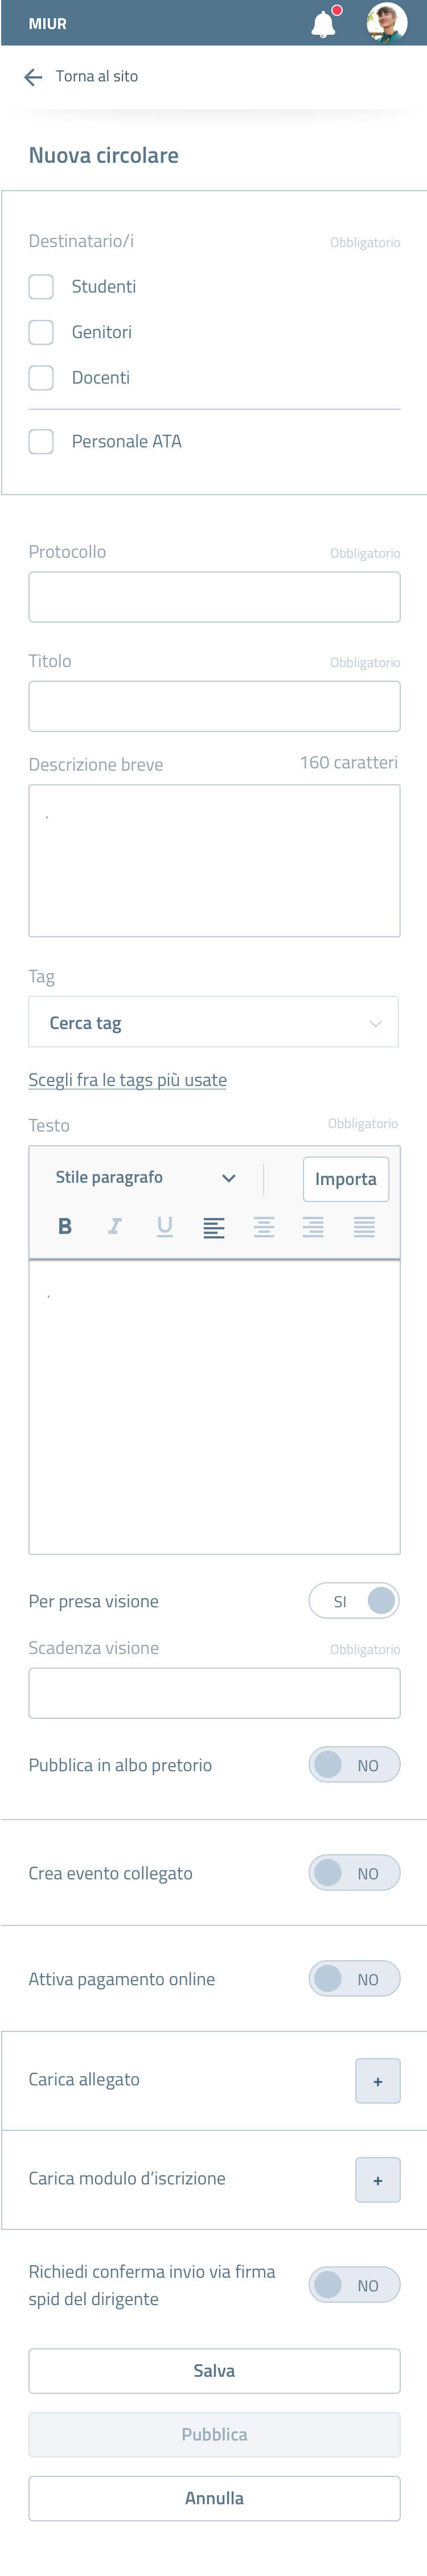 MIUR
Torna al sito
Nuova circolare
Destinatario/i Obbligatorio
Studenti
Genitori
Docenti
Personale ATA
Protocollo Obbligatorio
Titolo Obbligatorio
Descrizione breve 160 caratteri
.
Tag
Cerca tag
Scegli fra le tags più usate
Testo Obbligatorio
Stile paragrafo Importa
B I U
.
Per presa visione SI
Scadenza visione Obbligatorio
Pubblica in albo pretorio NO
Crea evento collegato NO
Attiva pagamento online NO
Carica allegato +
Carica modulo d’iscrizione +
Richiedi conferma invio via firma
spid del dirigente NO
Salva
Pubblica
Annulla